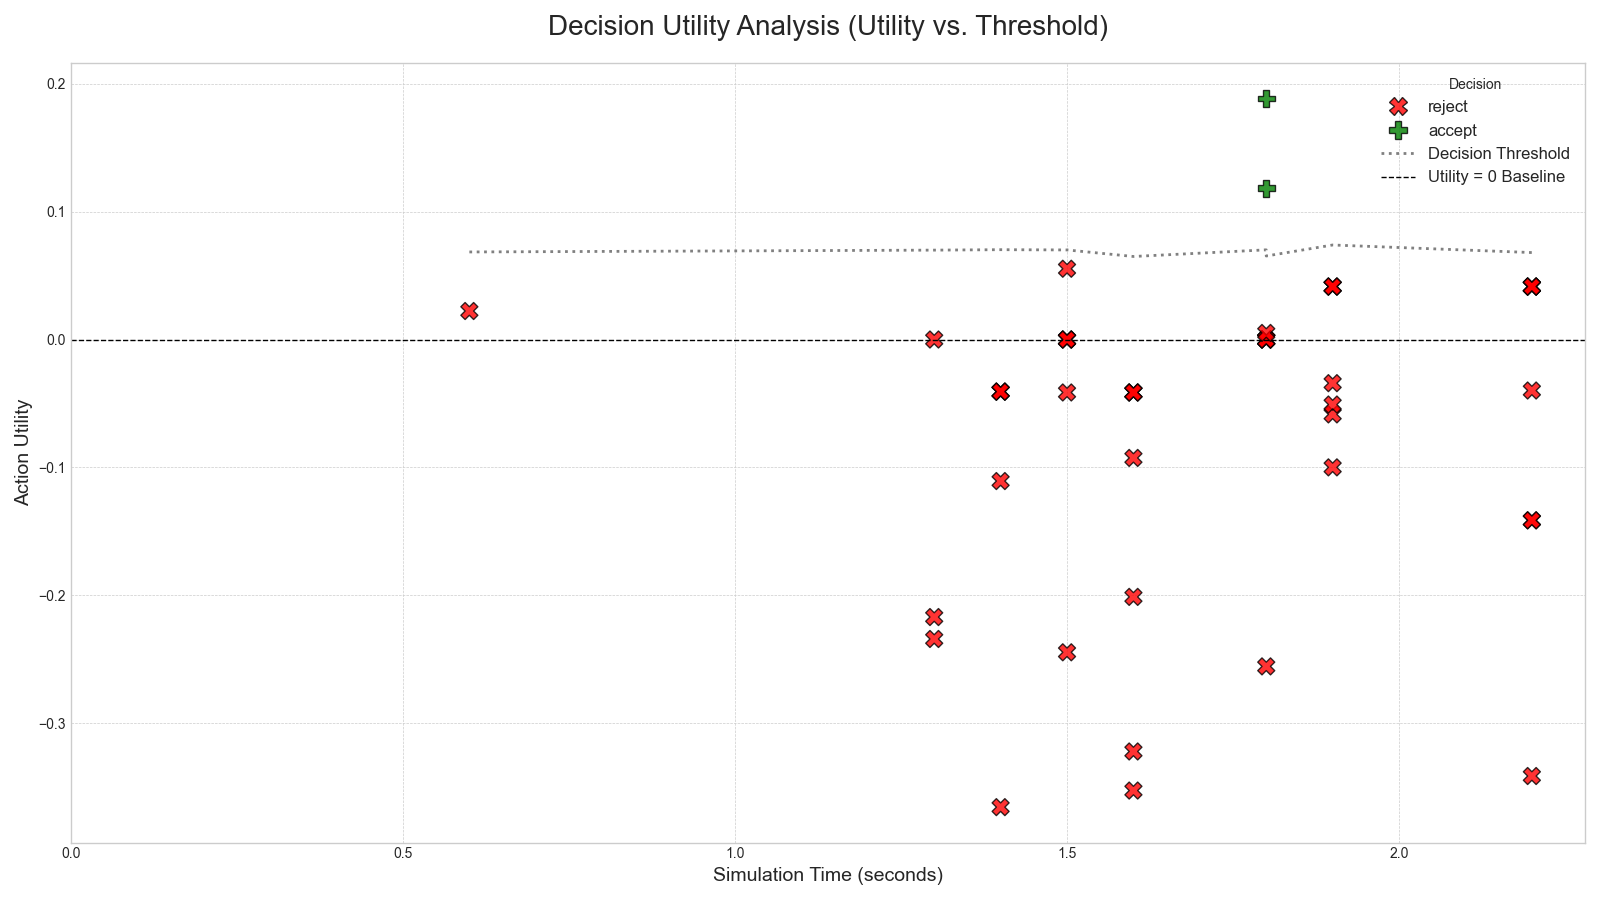 Decision Utility Analysis (Utility vs. Threshold)
Decision
reject
accept
Decision Threshold
Utility = 0 Baseline
Action Utility
0.2
0.1
0.0
−0.1
−0.2
−0.3
0.0 0.5 1.0 1.5 2.0
Simulation Time (seconds)